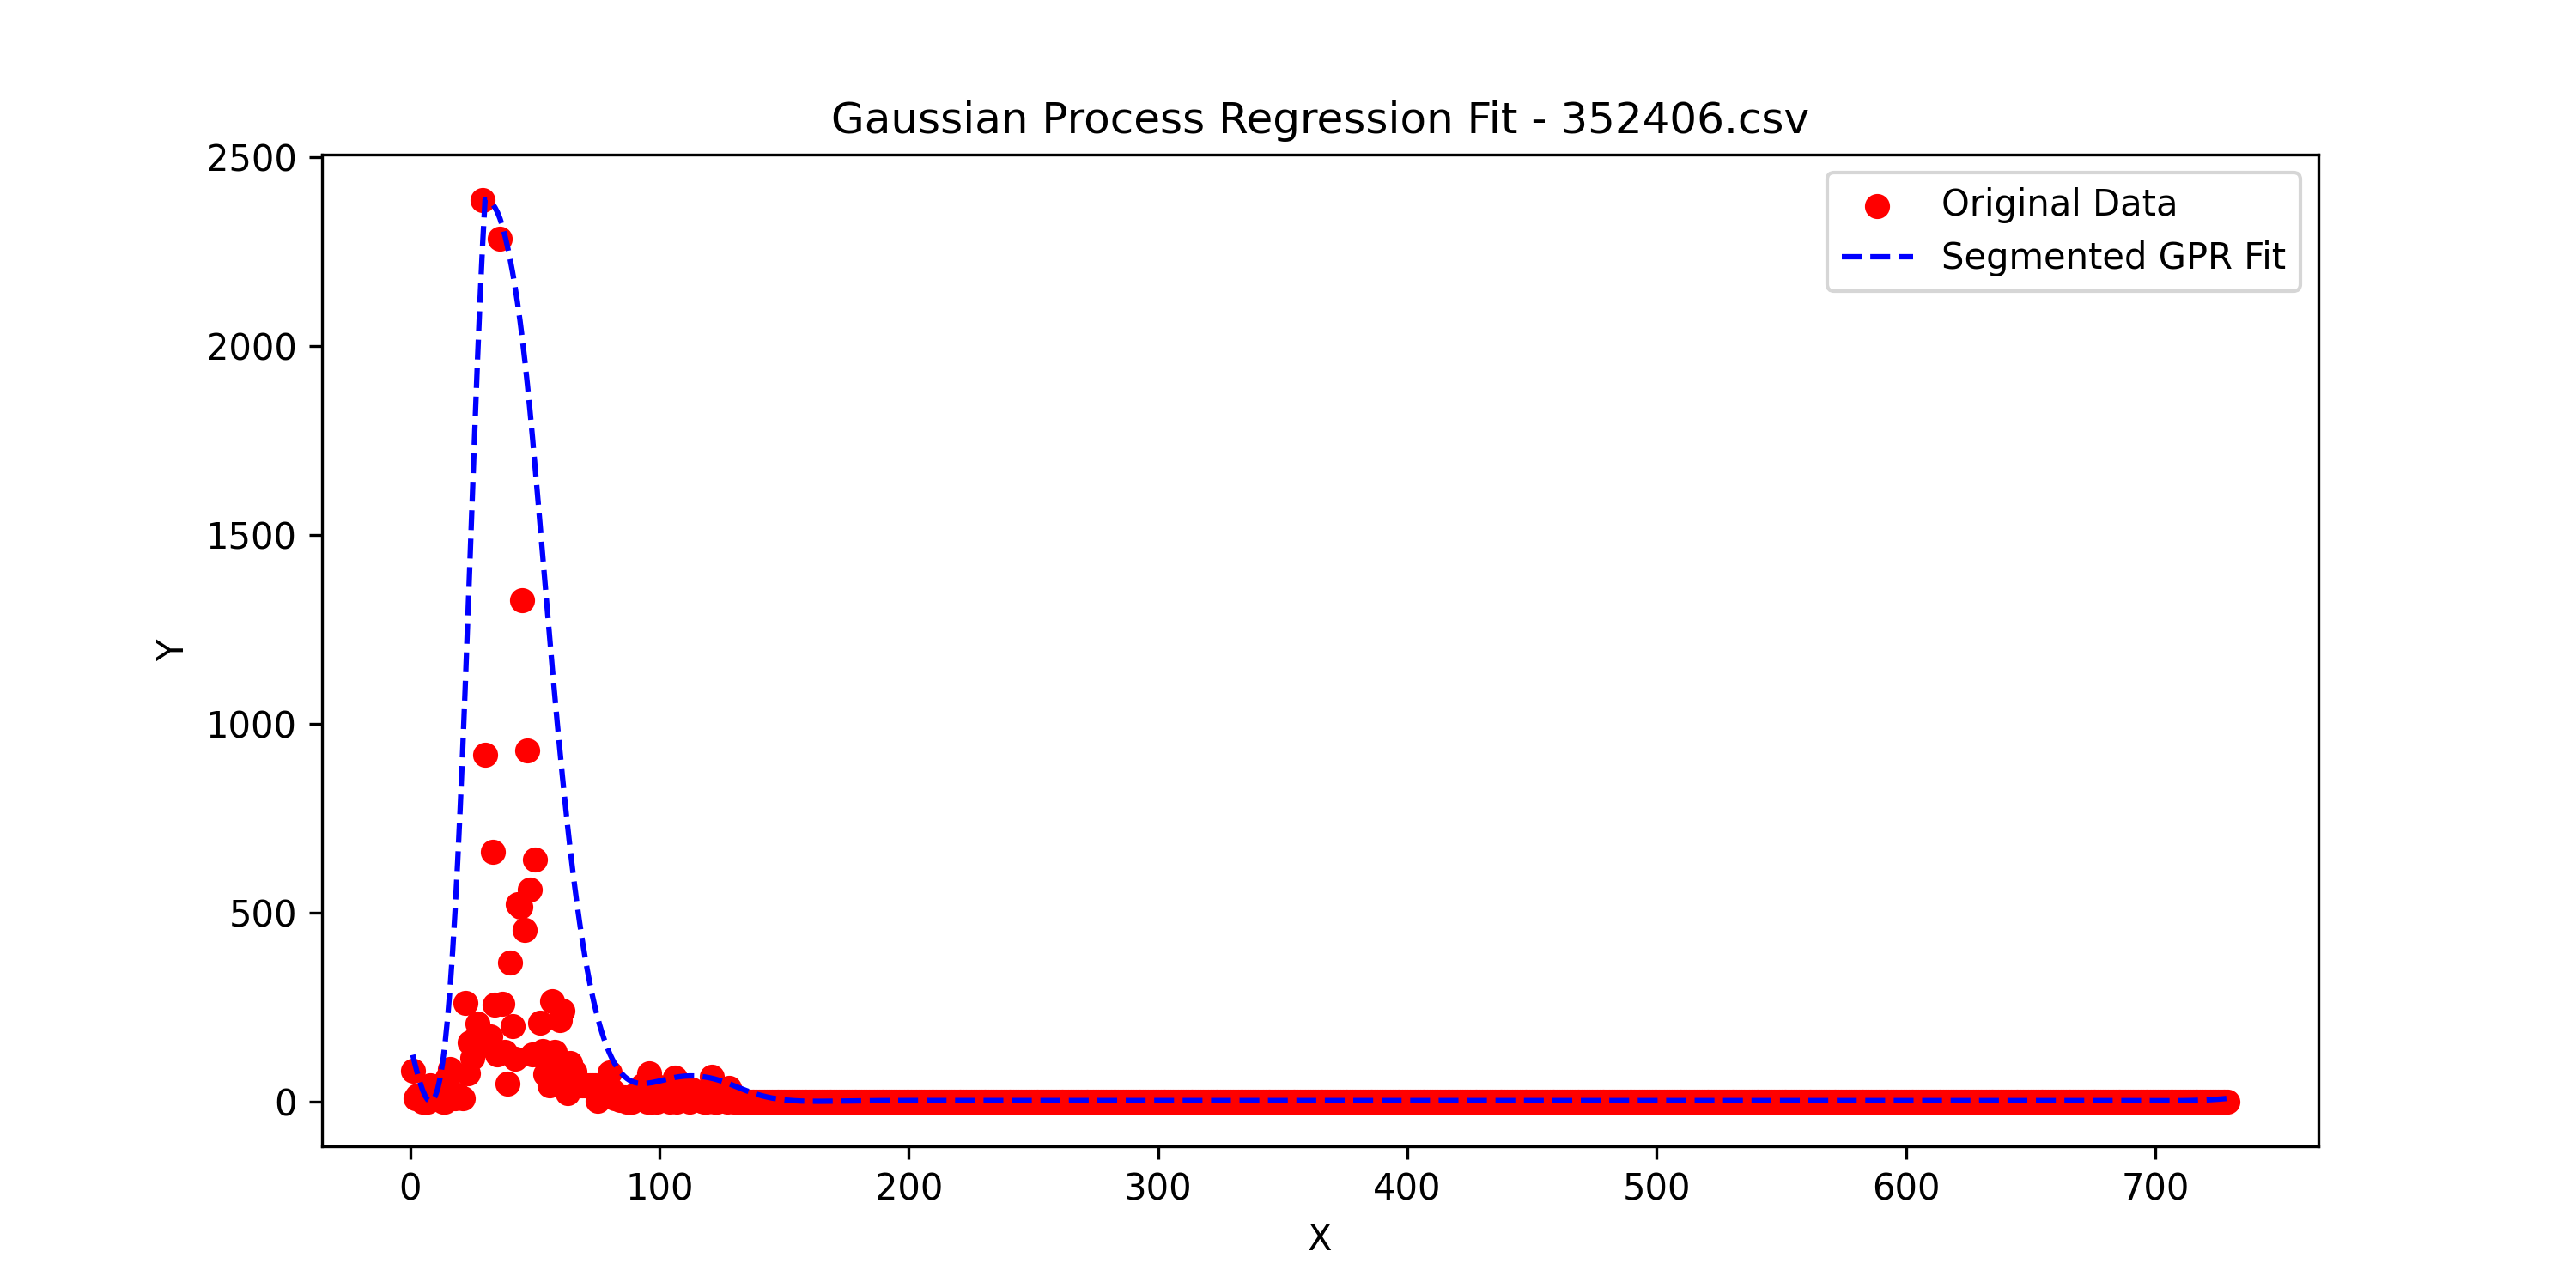 Gaussian Process Regression Fit - 352406.csv
Original Data
Segmented GPR Fit
2500
2000
1500
1000
500
0
Y
0 100 200 300 400 500 600 700
X